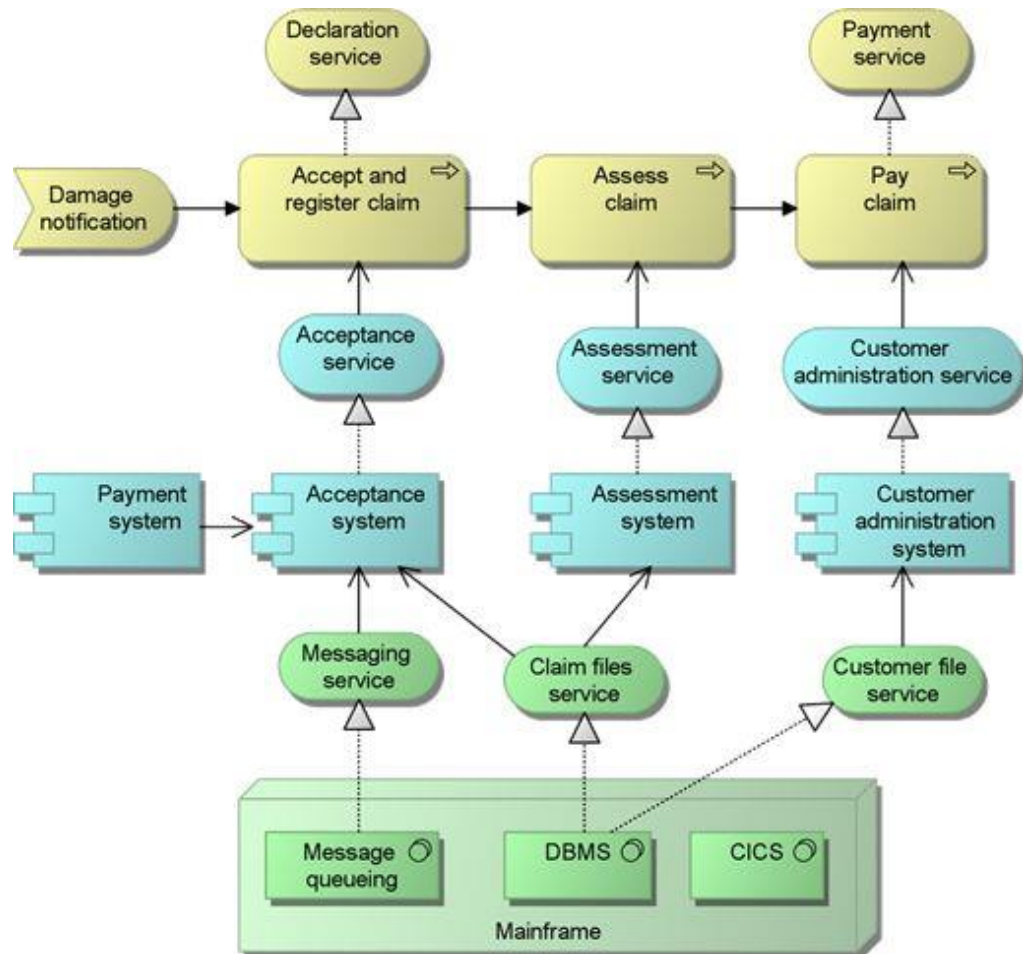 Declaration
service
Payment
service
Damage
notification
Accept and
register claim
Assess
claim
Pay
claim
Acceptance
service
Assessment
service
Customer
administration service
Payment
system
Acceptance
system
Assessment
system
Customer
administration
system
Messaging
service
Claim files
service
Customer file
service
Message
queueing
DBMS
CICS
Mainframe